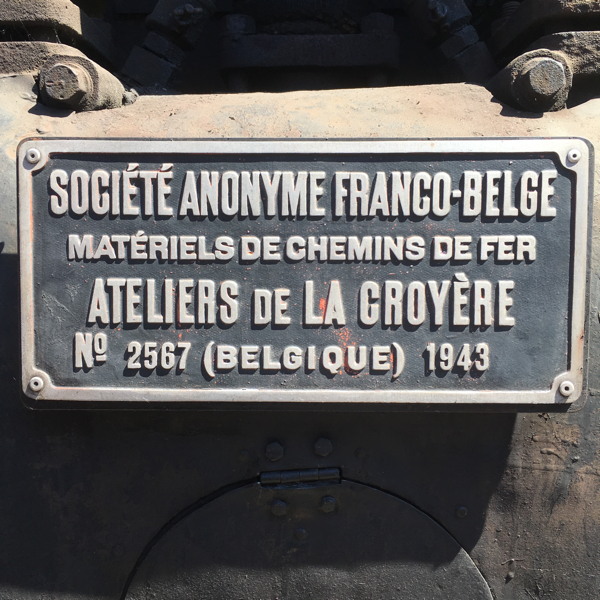 SOCIÉTÉ ANONYME FRANCO-BELGE
MATÉRIELS DE CHEMINS DE FER
ATELIERS DE LA CROYÈRE
Nº 2567 (BELGIQUE) 1943